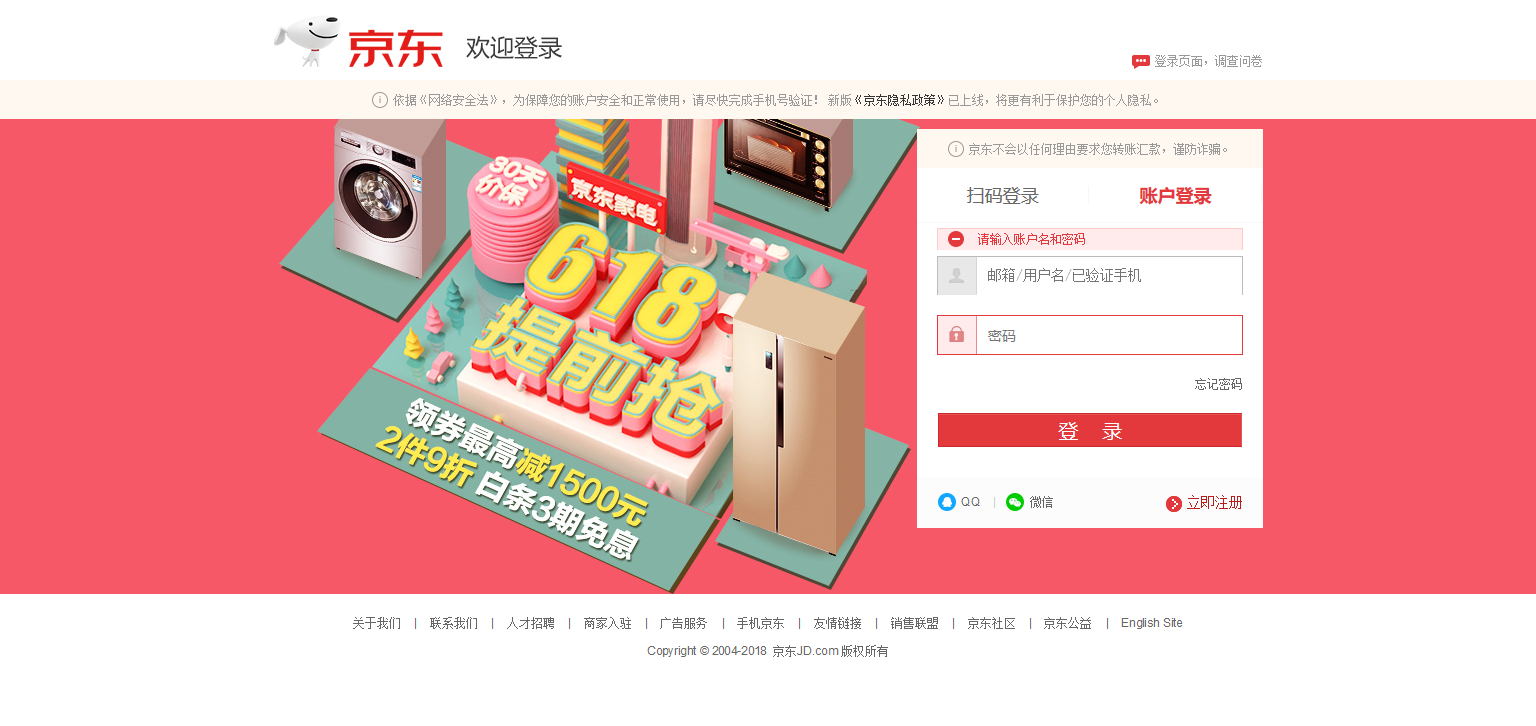 京东 欢迎登录
登录页面，调查问卷
依据《网络安全法》，为保障您的账户安全和正常使用，请尽快完成手机号验证！ 新版《京东隐私政策》已上线，将更有利于保护您的个人隐私。
30天
价保
京东家电
618
提前抢
领券最高减1500元
2件9折 白条3期免息
京东不会以任何理由要求您转账汇款，谨防诈骗。
扫码登录 账户登录
请输入账户名和密码
邮箱/用户名/已验证手机
密码
忘记密码
登 录
QQ | 微信 立即注册
关于我们 | 联系我们 | 人才招聘 | 商家入驻 | 广告服务 | 手机京东 | 友情链接 | 销售联盟 | 京东社区 | 京东公益 | English Site
Copyright © 2004-2018 京东JD.com 版权所有